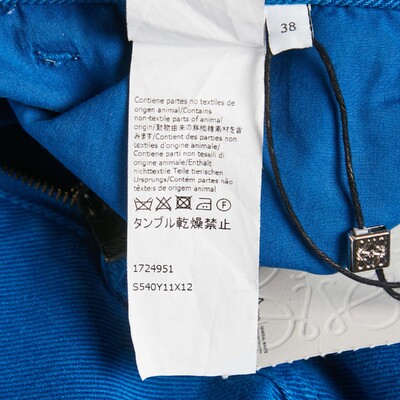 38
Contiene partes no textiles de
origen animal/Contains
non-textile parts of animal
origin/動物由来の非繊維素材を含
みます/Contient des parties non
textiles d'origine animale/
Contiene parti non tessili di
origine animale/Enthält
nichttextile Teile tierischen
Ursprungs/Contém partes não
têxteis de origem animal
タンブル乾燥禁止
1724951
S540Y11X12